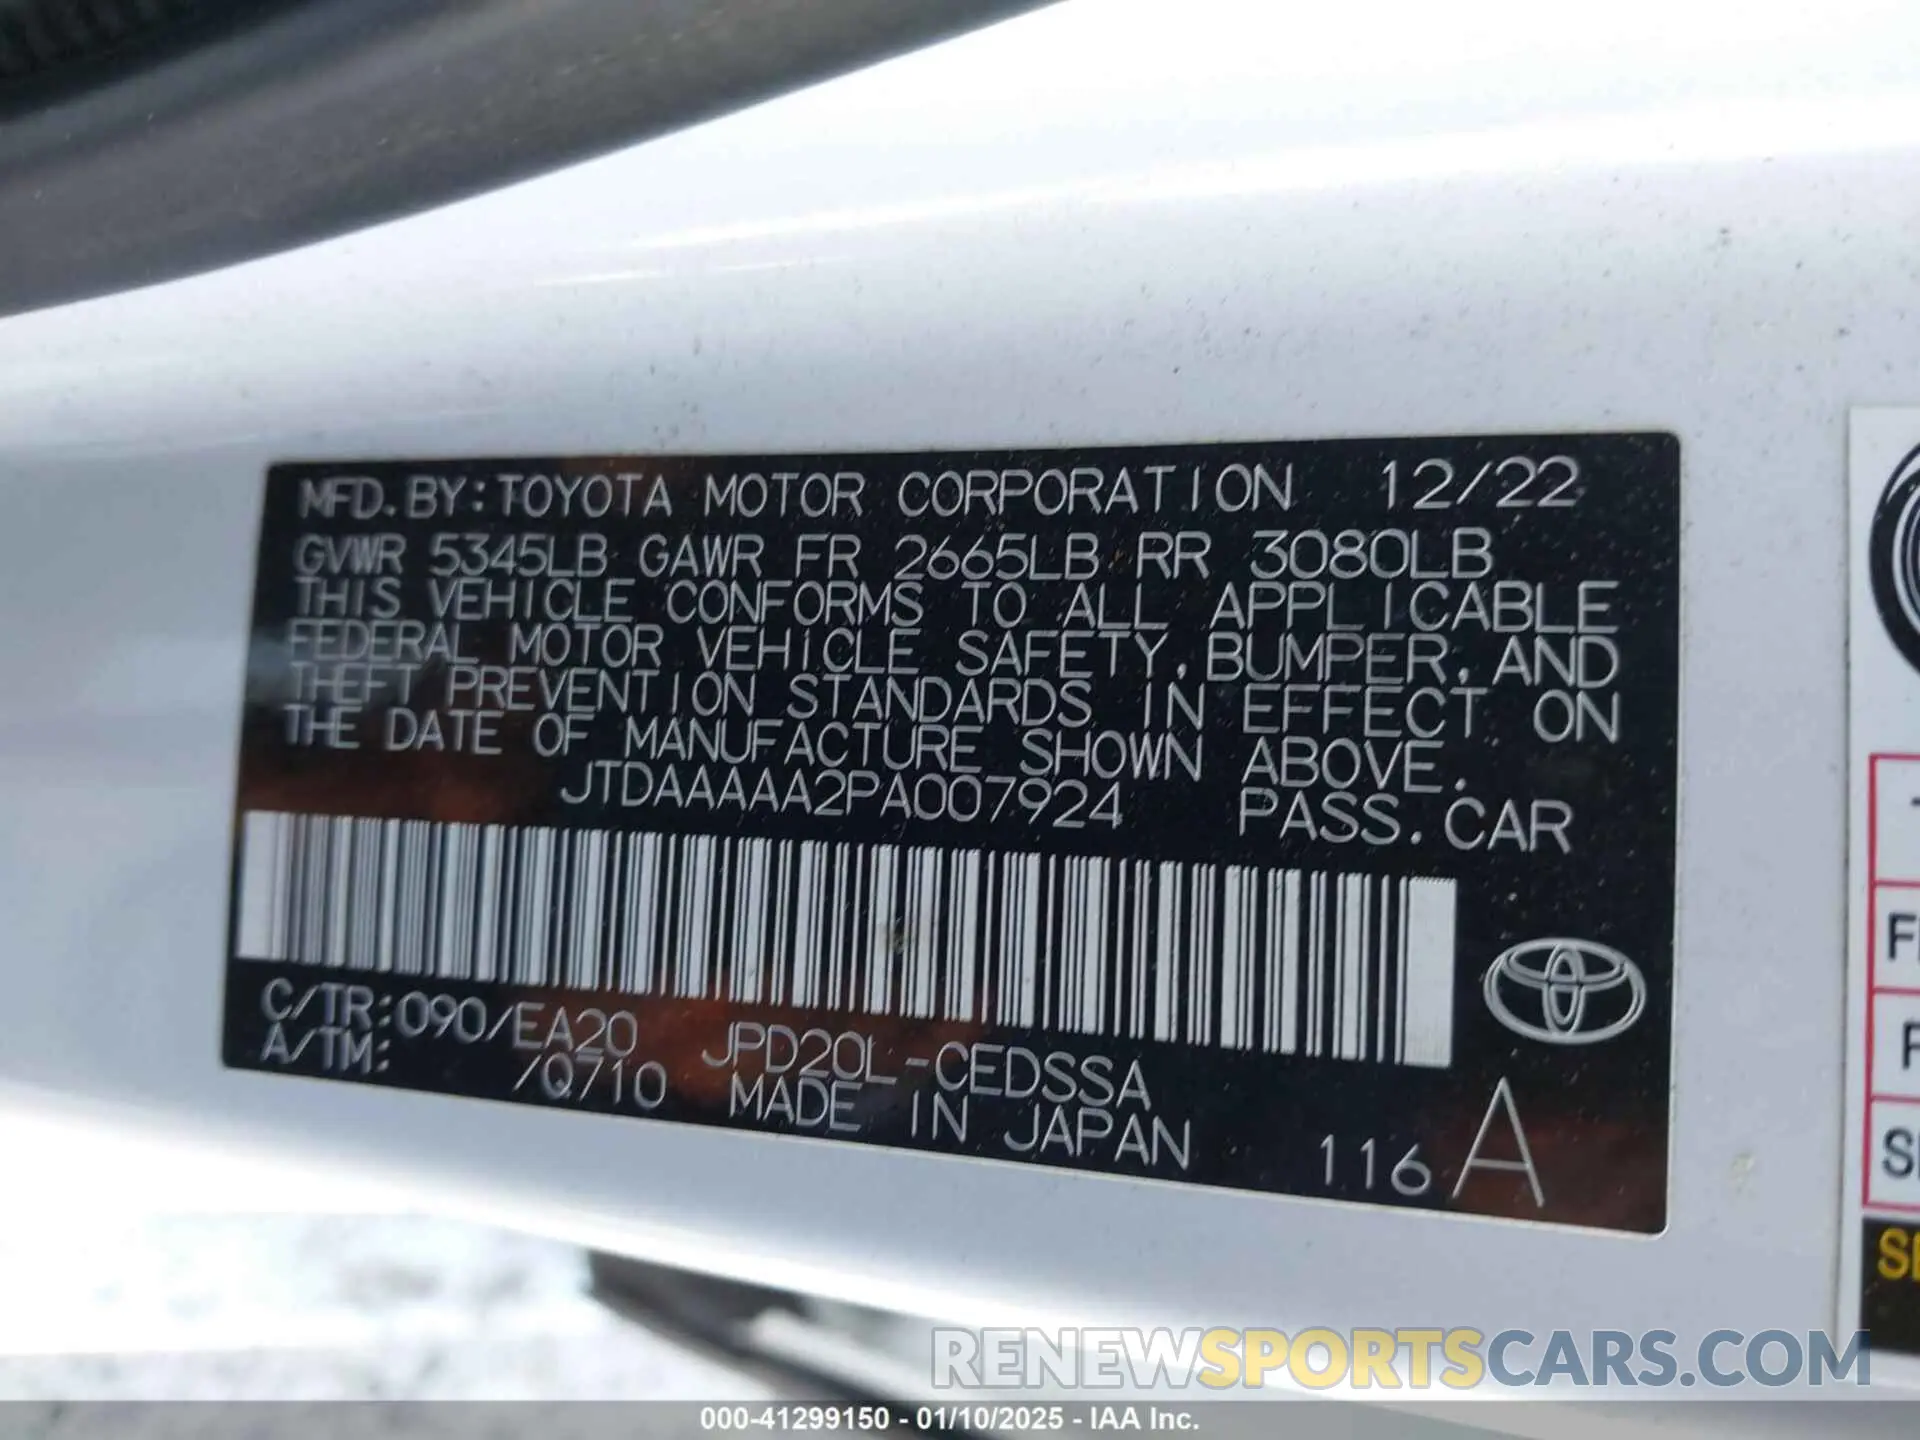 MFD. BY: TOYOTA MOTOR CORPORATION 12/22
GVWR 5345LB GAWR FR 2665LB RR 3080LB
THIS VEHICLE CONFORMS TO ALL APPLICABLE
FEDERAL MOTOR VEHICLE SAFETY, BUMPER, AND
THEFT PREVENTION STANDARDS IN EFFECT ON
THE DATE OF MANUFACTURE SHOWN ABOVE.
JTDAAAAA2PA007924 PASS. CAR
C/TR: 090/EA20 JPD20L-CEDSSA
A/TM: /Q710 MADE IN JAPAN
116 A
RENEWSPORTSCARS.COM
000-41299150 - 01/10/2025 - IAA Inc.